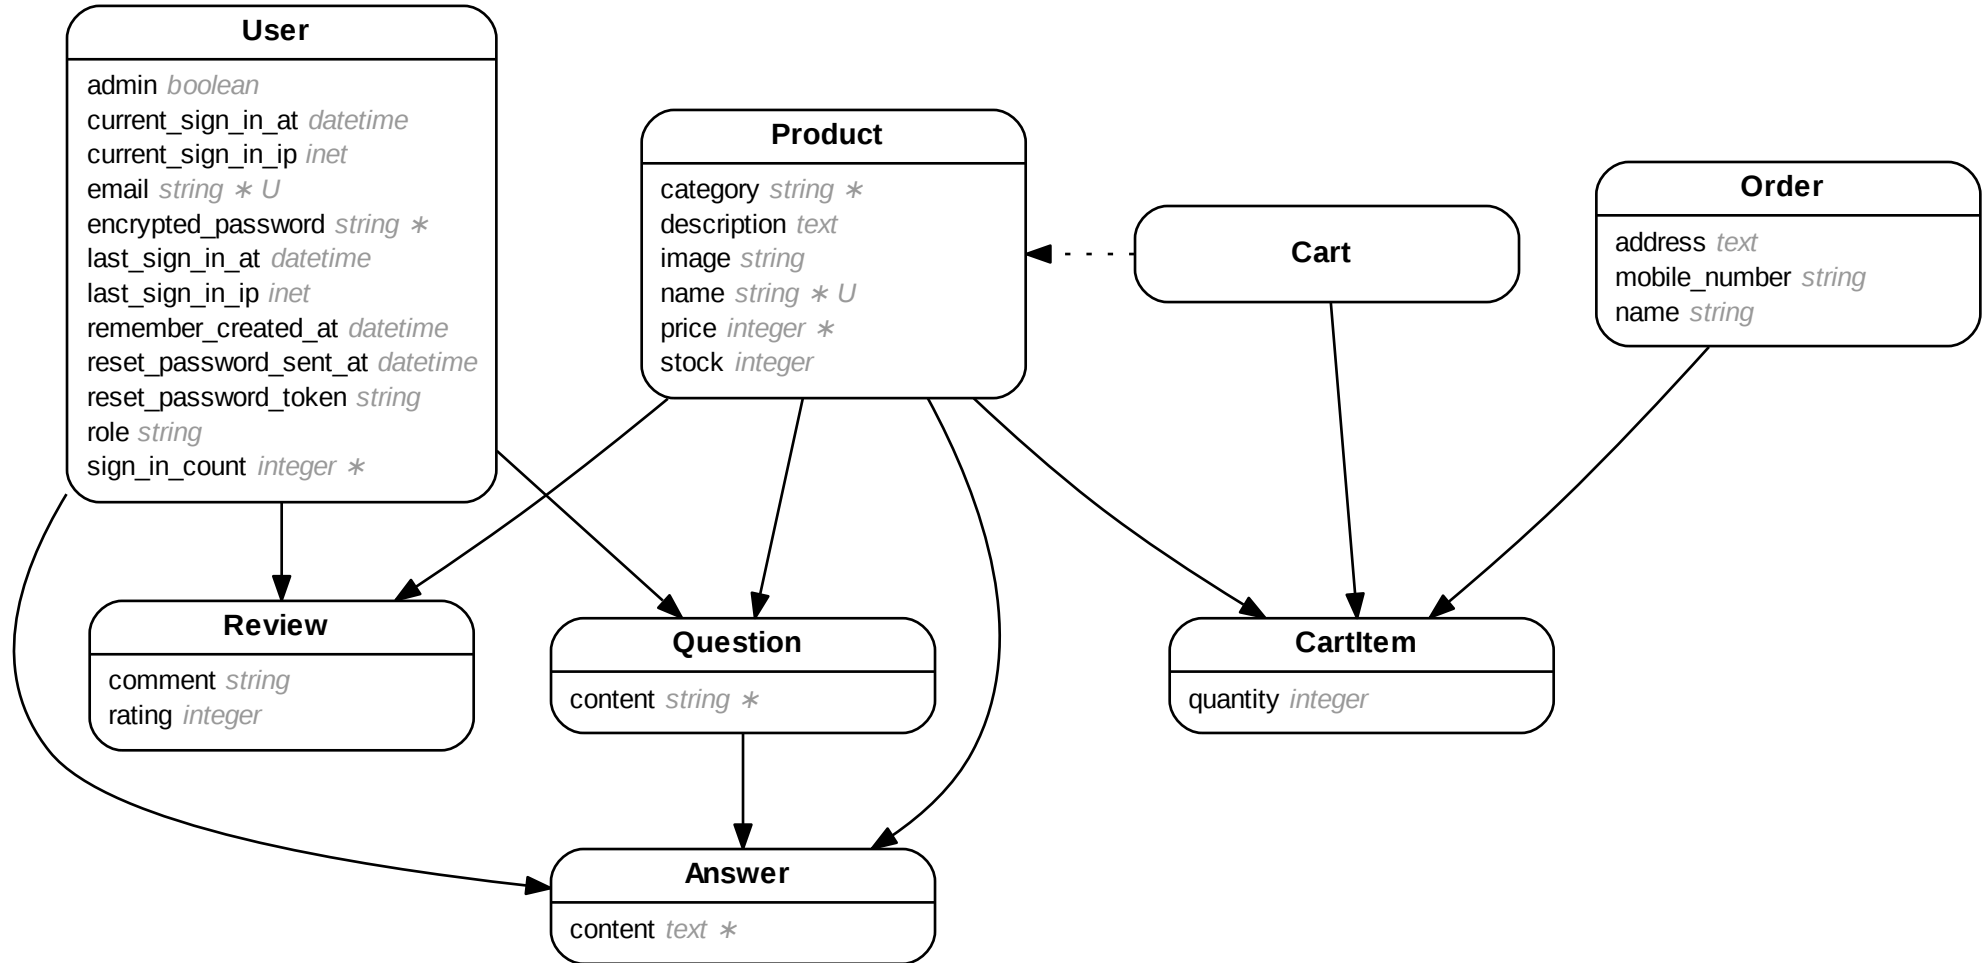 User
admin boolean
current_sign_in_at datetime
current_sign_in_ip inet
email string ∗ U
encrypted_password string ∗
last_sign_in_at datetime
last_sign_in_ip inet
remember_created_at datetime
reset_password_sent_at datetime
reset_password_token string
role string
sign_in_count integer ∗
Product
category string ∗
description text
image string
name string ∗ U
price integer ∗
stock integer
Cart
Order
address text
mobile_number string
name string
Review
comment string
rating integer
Question
content string ∗
CartItem
quantity integer
Answer
content text ∗